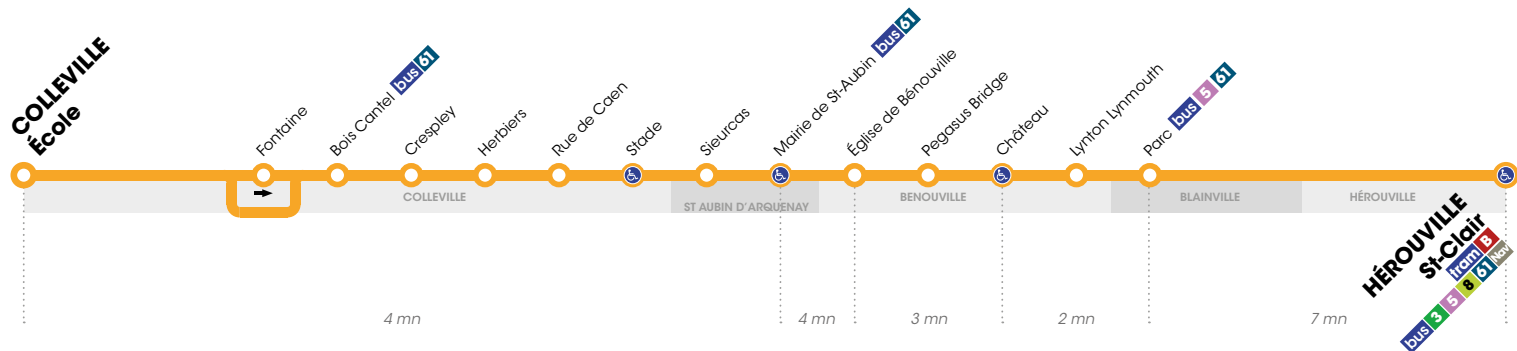 COLLEVILLE
École
Fontaine
Bois Cantel bus 61
Crespley
Herbiers
Rue de Caen
Stade
Sieurcas
Mairie de St-Aubin bus 61
Église de Bénouville
Pegasus Bridge
Château
Lynton Lynmouth
Parc bus 5 61
HÉROUVILLE
St-Clair
tram B
bus 3 5 8 61 Nav
COLLEVILLE
ST AUBIN D'ARQUENAY
BENOUVILLE
BLAINVILLE
HÉROUVILLE
4 mn
4 mn
3 mn
2 mn
7 mn